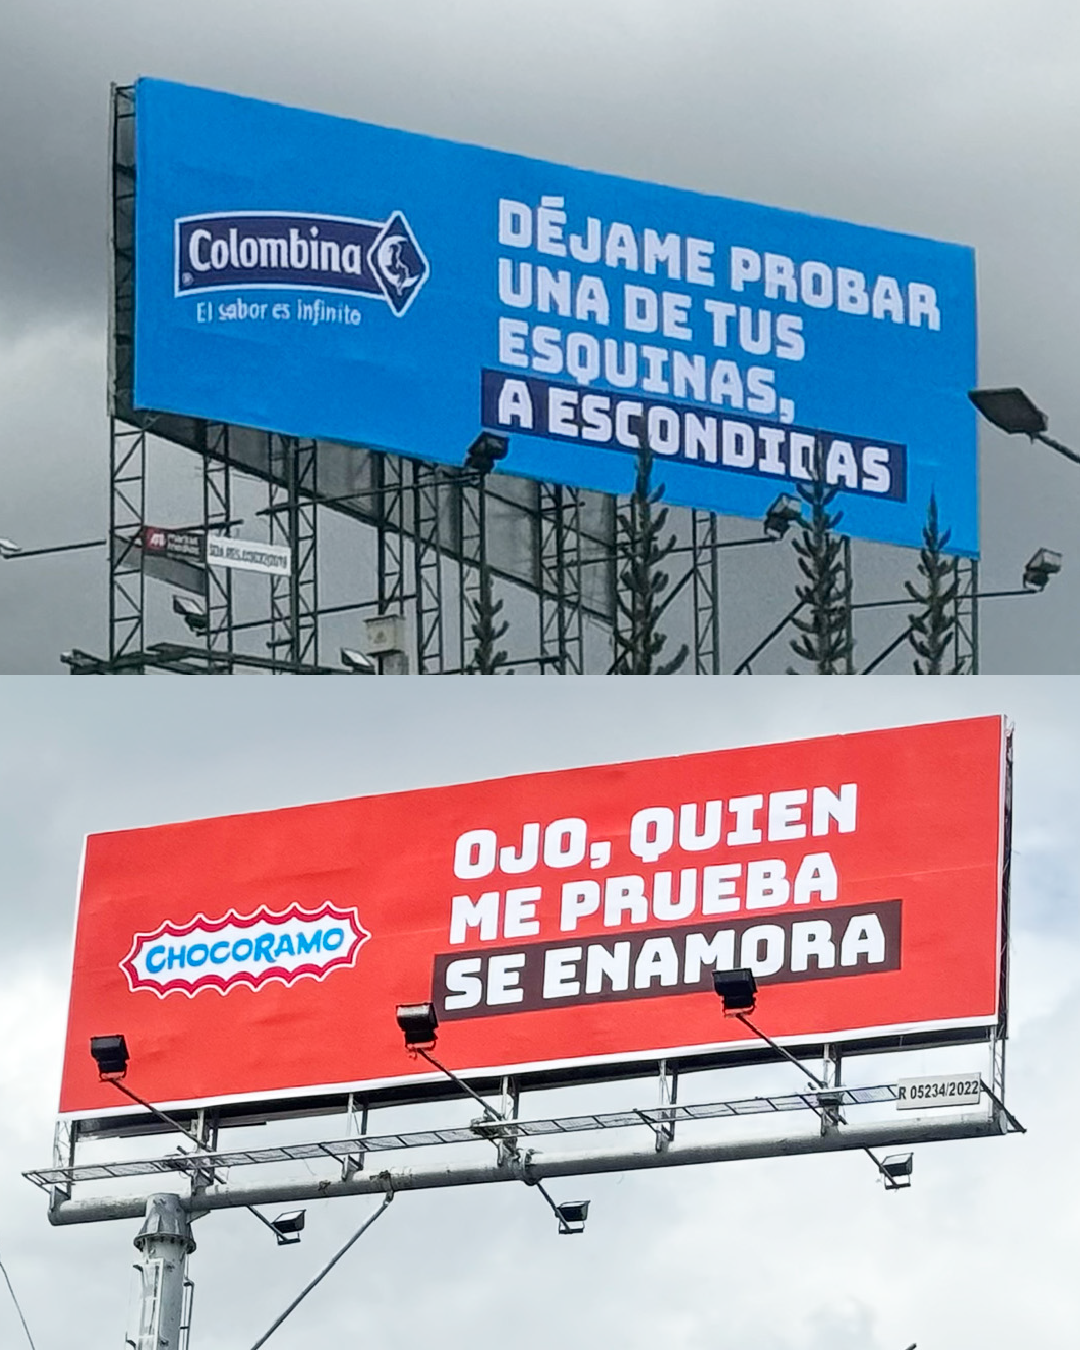 Colombina
El sabor es infinito
DÉJAME PROBAR
UNA DE TUS
ESQUINAS,
A ESCONDIDAS
CHOCORAMO
OJO, QUIEN
ME PRUEBA
SE ENAMORA
R 05234/2022